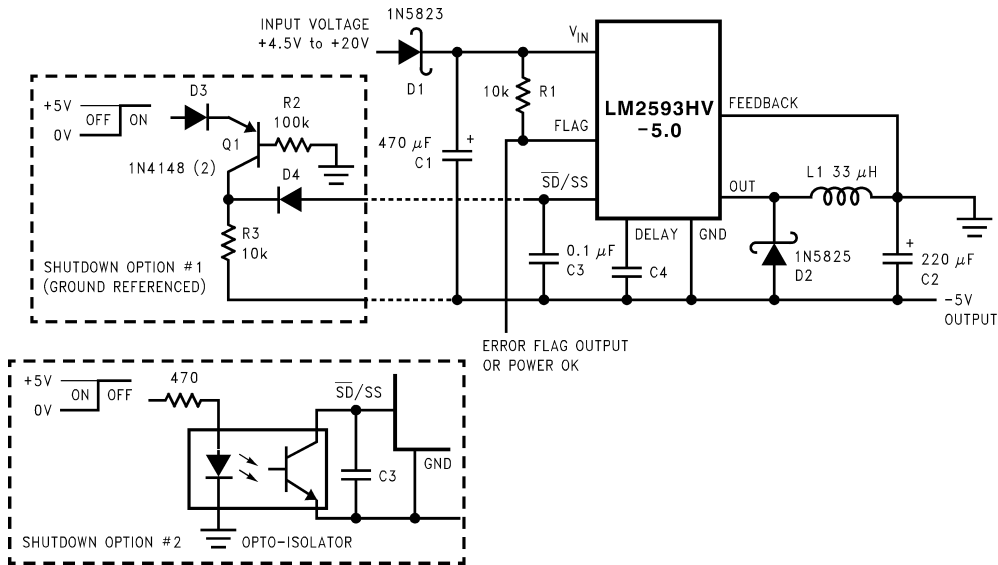 INPUT VOLTAGE
+4.5V to +20V
1N5823
D1
V_IN
10k
R1
FLAG
470 µF
C1
+
LM2593HV
-5.0
FEEDBACK
OUT
L1 33 µH
S̅D̅/SS
DELAY
GND
0.1 µF
C3
C4
1N5825
D2
+
220 µF
C2
-5V
OUTPUT
ERROR FLAG OUTPUT
OR POWER OK
+5V
OFF
ON
0V
D3
R2
100k
Q1
1N4148 (2)
D4
R3
10k
SHUTDOWN OPTION #1
(GROUND REFERENCED)
+5V
ON
OFF
0V
470
S̅D̅/SS
GND
C3
SHUTDOWN OPTION #2
OPTO-ISOLATOR